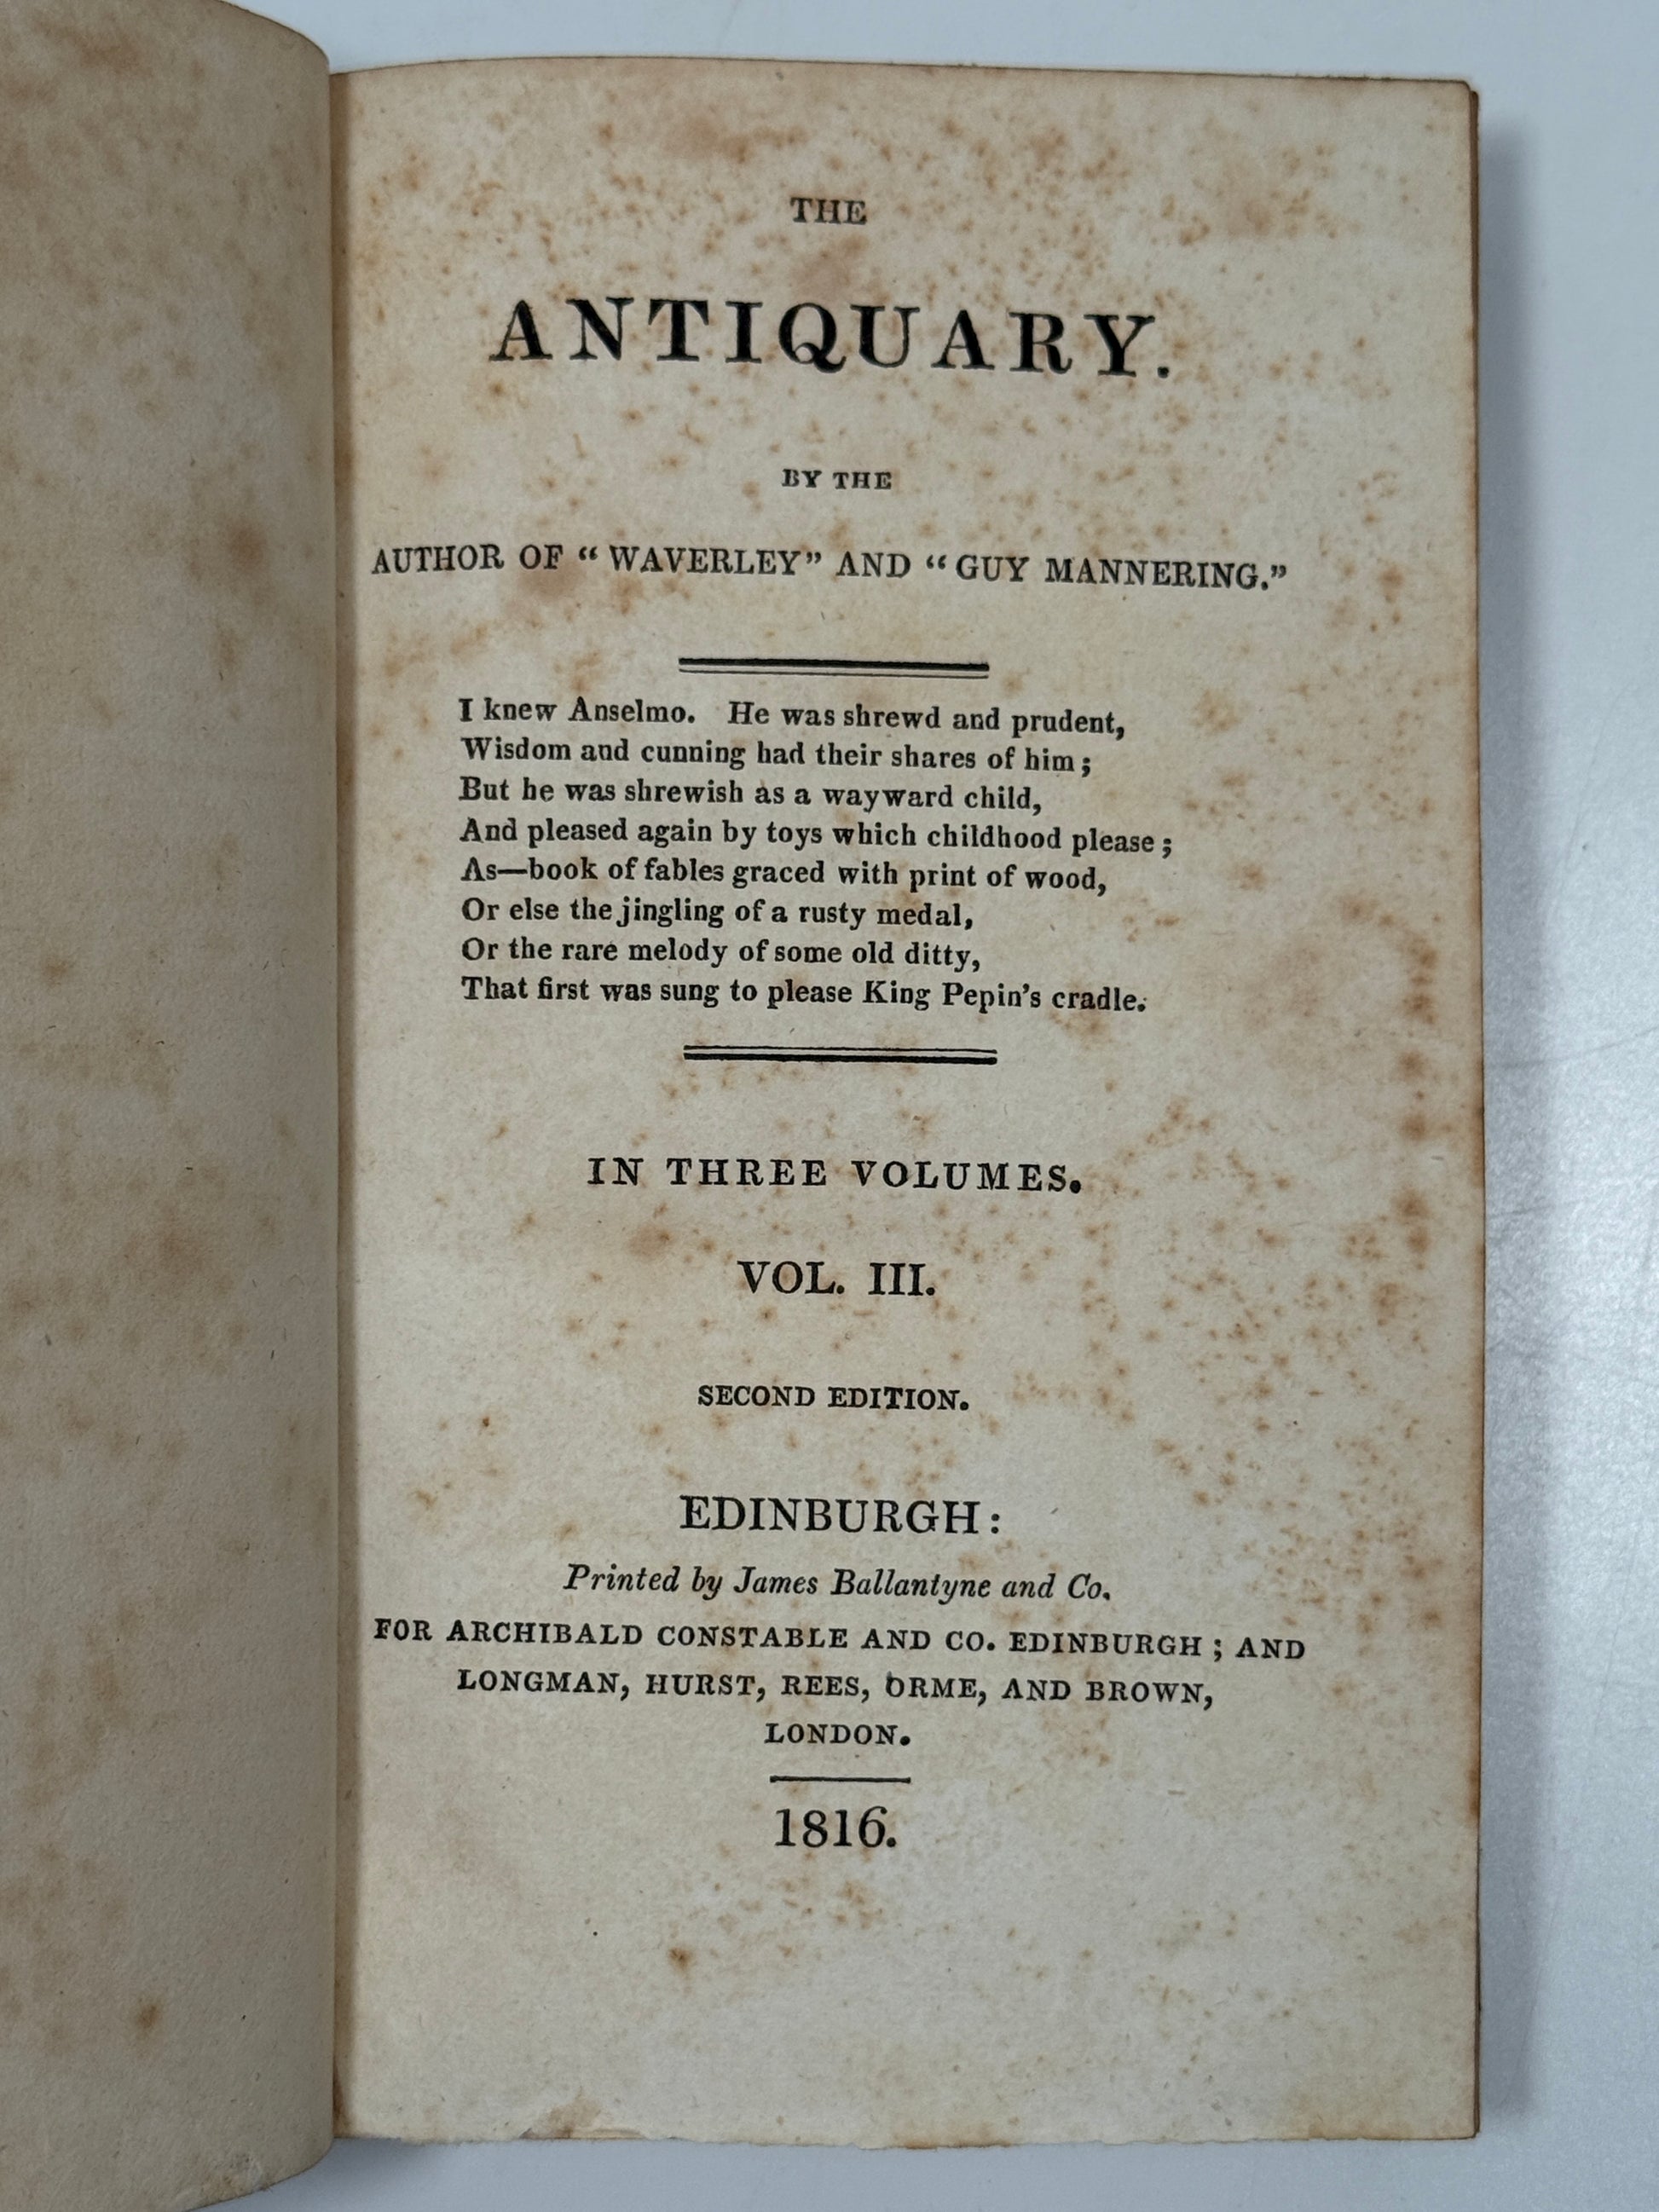 THE
ANTIQUARY.
BY THE
AUTHOR OF “ WAVERLEY” AND “ GUY MANNERING.”
I knew Anselmo. He was shrewd and prudent,
Wisdom and cunning had their shares of him ;
But he was shrewish as a wayward child,
And pleased again by toys which childhood please ;
As—book of fables graced with print of wood,
Or else the jingling of a rusty medal,
Or the rare melody of some old ditty,
That first was sung to please King Pepin’s cradle.
IN THREE VOLUMES.
VOL. III.
SECOND EDITION.
EDINBURGH :
Printed by James Ballantyne and Co.
FOR ARCHIBALD CONSTABLE AND CO. EDINBURGH ; AND
LONGMAN, HURST, REES, ORME, AND BROWN,
LONDON.
1816.